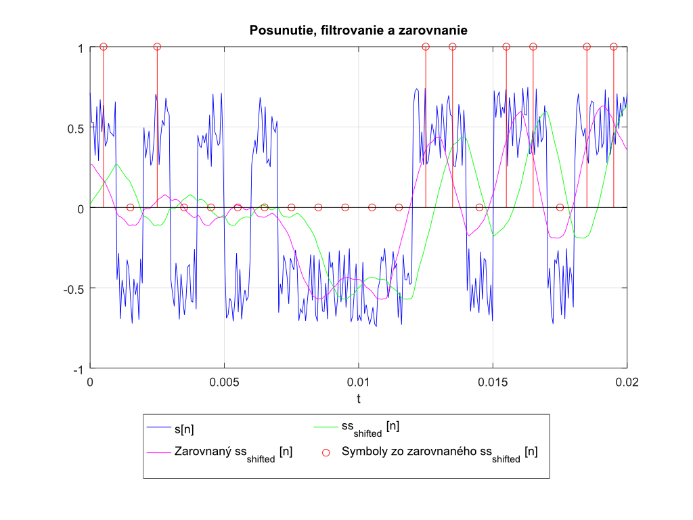 Posunutie, filtrovanie a zarovnanie
1
0.5
0
-0.5
-1
0 0.005 0.01 0.015 0.02
t
s[n] ss_shifted [n]
Zarovnaný ss_shifted [n] Symboly zo zarovnaného ss_shifted [n]